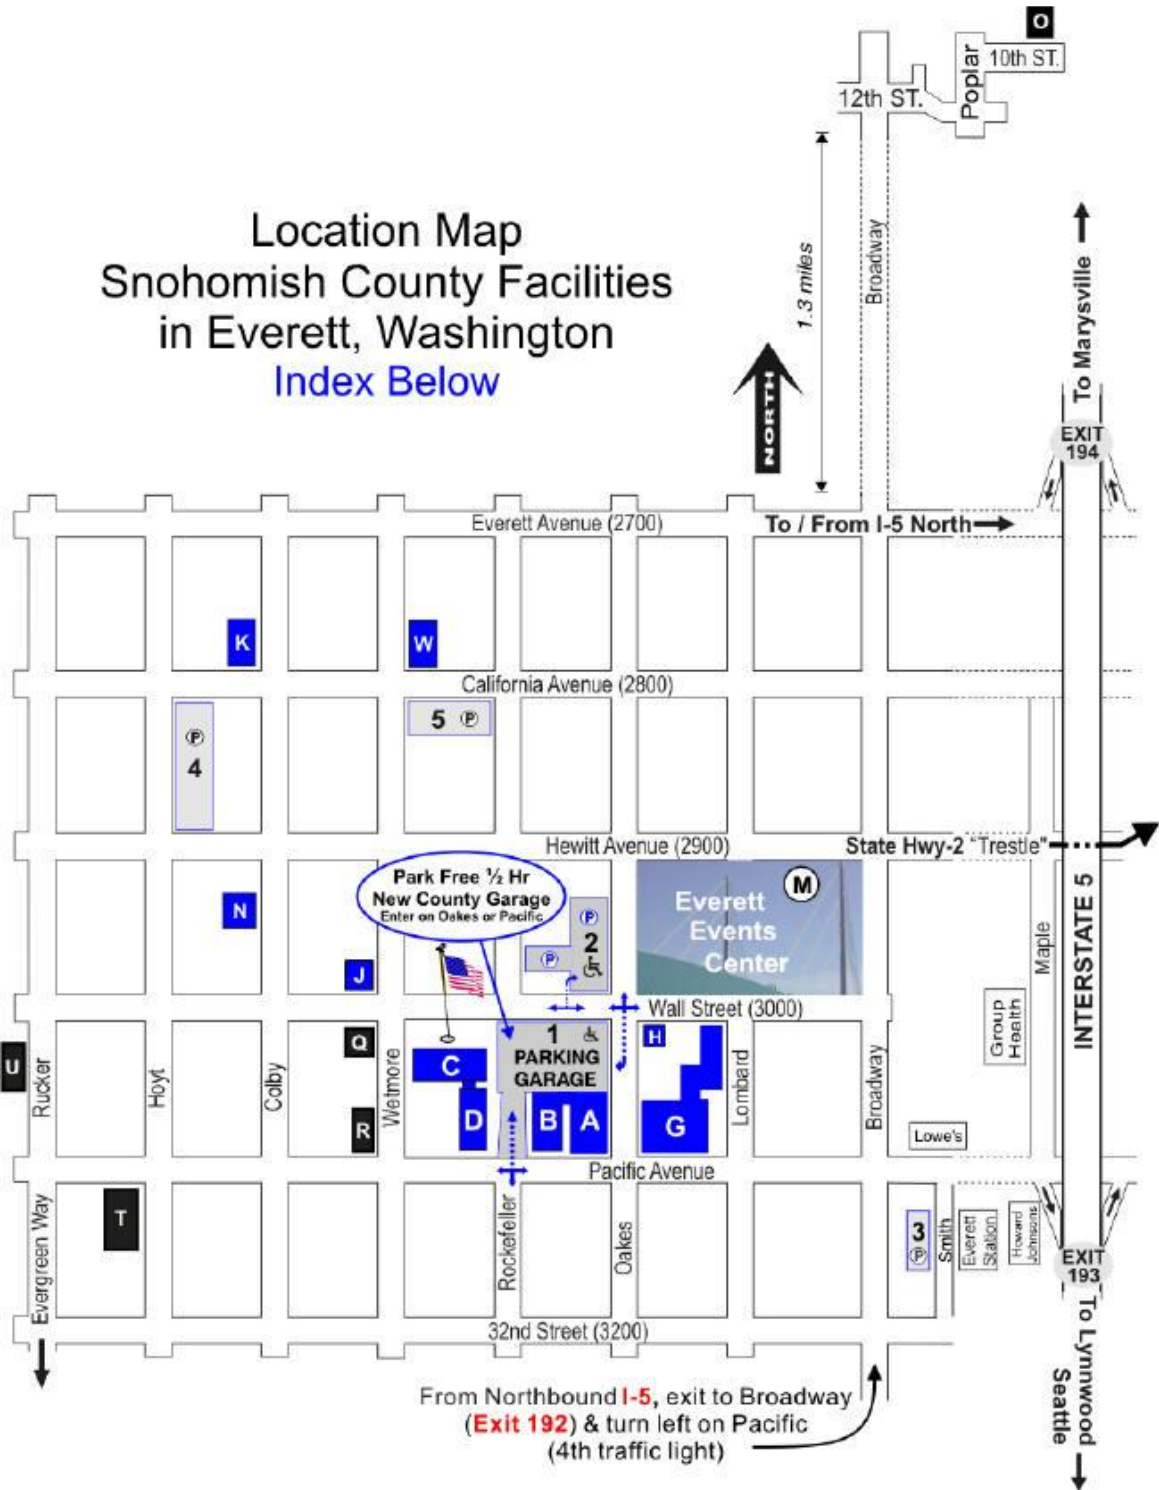 O
10th ST.
Poplar
12th ST.
Location Map
Snohomish County Facilities
in Everett, Washington
Index Below
1.3 miles
Broadway
NORTH
To Marysville
EXIT
194
Everett Avenue (2700)
To / From I-5 North
K
W
California Avenue (2800)
P
4
5 P
Hewitt Avenue (2900)
State Hwy-2 "Trestle"
Park Free ½ Hr
New County Garage
Enter on Oakes or Pacific
M
Everett
Events
Center
N
P
2
P
J
Maple
INTERSTATE 5
Wall Street (3000)
Group
Health
U
Rucker
Hoyt
Colby
Q
R
Wetmore
C
D
1
PARKING
GARAGE
B
A
H
G
Lombard
Broadway
Lowe's
Pacific Avenue
Evergreen Way
T
Rockefeller
Oakes
3
P
Smith
Everett
Station
Howard
Johnsons
EXIT
193
32nd Street (3200)
To Lynnwood
Seattle
From Northbound I-5, exit to Broadway
(Exit 192) & turn left on Pacific
(4th traffic light)